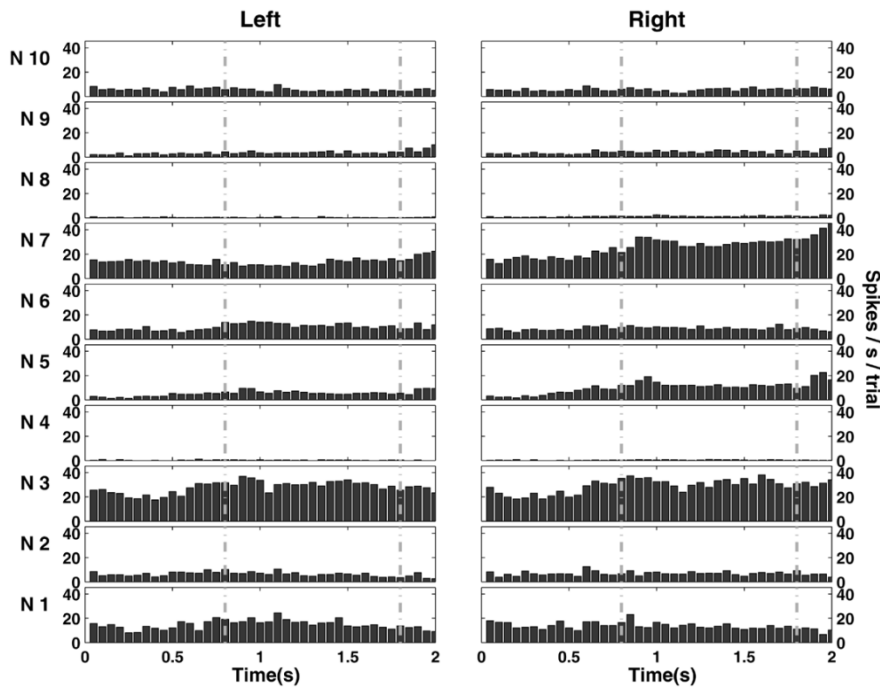 Left Right
N 10 40 20 0 40 20 0
N 9 40 20 0 40 20 0
N 8 40 20 0 40 20 0
N 7 40 20 0 40 20 0
N 6 40 20 0 40 20 0
N 5 40 20 0 40 20 0
N 4 40 20 0 40 20 0
N 3 40 20 0 40 20 0
N 2 40 20 0 40 20 0
N 1 40 20 0 40 20 0
0 0.5 1 1.5 2 0 0.5 1 1.5 2
Time(s) Time(s)
Spikes / s / trial